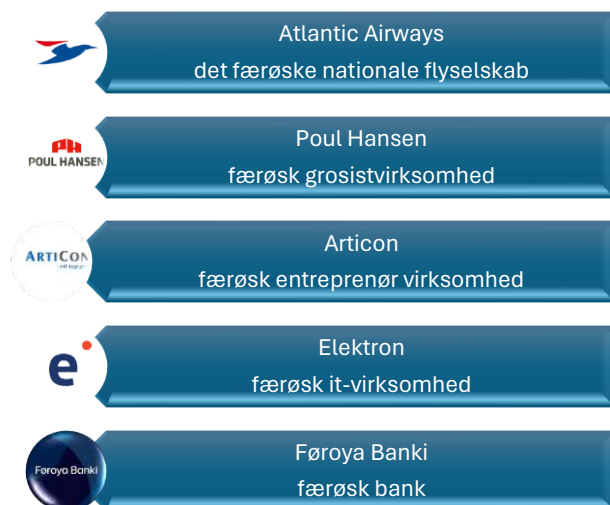 Atlantic Airways
det færøske nationale flyselskab
PH
POUL HANSEN
Poul Hansen
færøsk grosistvirksomhed
ARTICON
Articon
færøsk entreprenør virksomhed
e
Elektron
færøsk it-virksomhed
Føroya Banki
Føroya Banki
færøsk bank